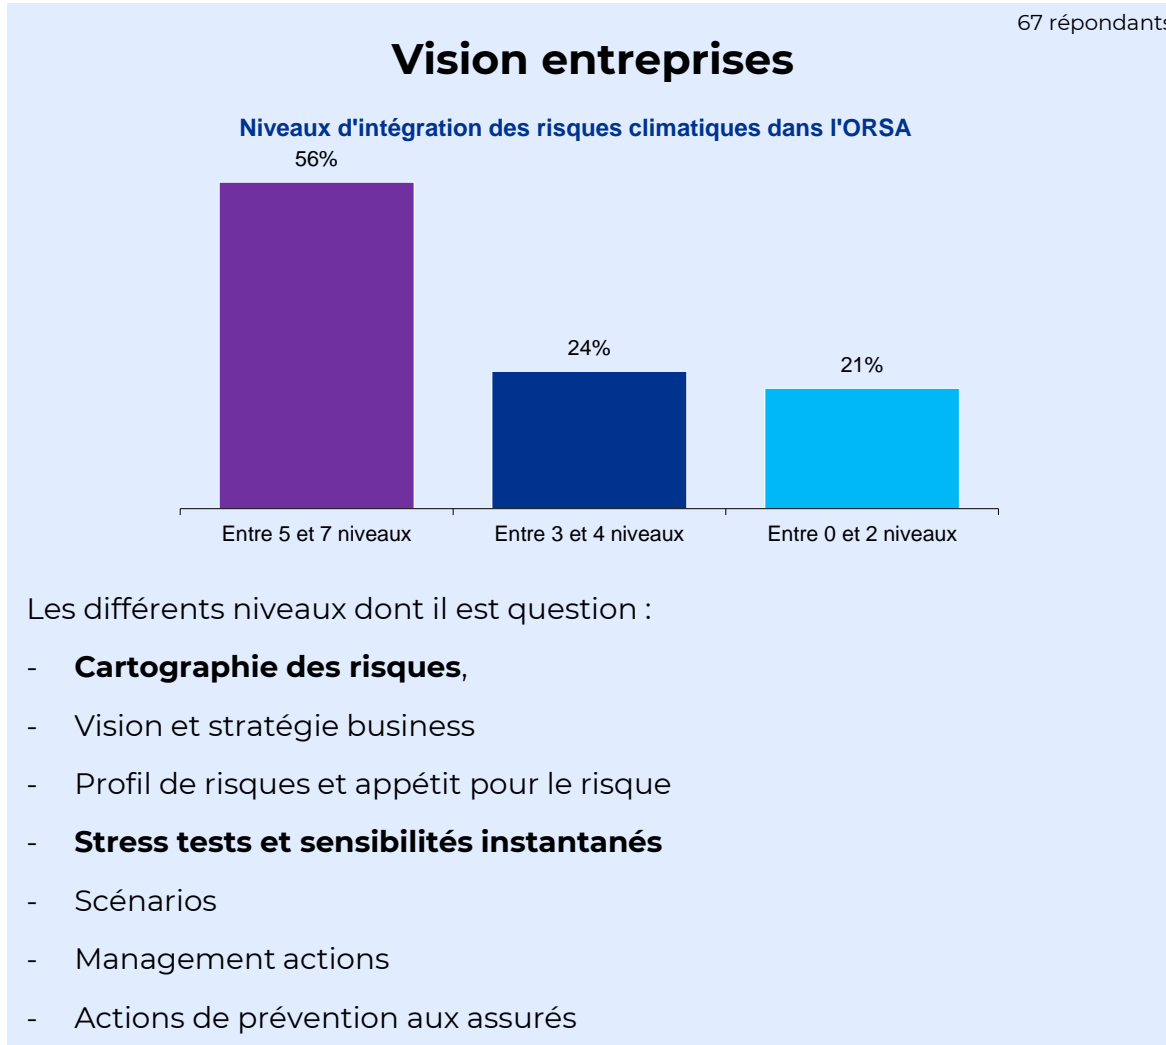 67 répondants
Vision entreprises
Niveaux d'intégration des risques climatiques dans l'ORSA
56%
24%
21%
Entre 5 et 7 niveaux
Entre 3 et 4 niveaux
Entre 0 et 2 niveaux
Les différents niveaux dont il est question :
- Cartographie des risques,
- Vision et stratégie business
- Profil de risques et appétit pour le risque
- Stress tests et sensibilités instantanés
- Scénarios
- Management actions
- Actions de prévention aux assurés